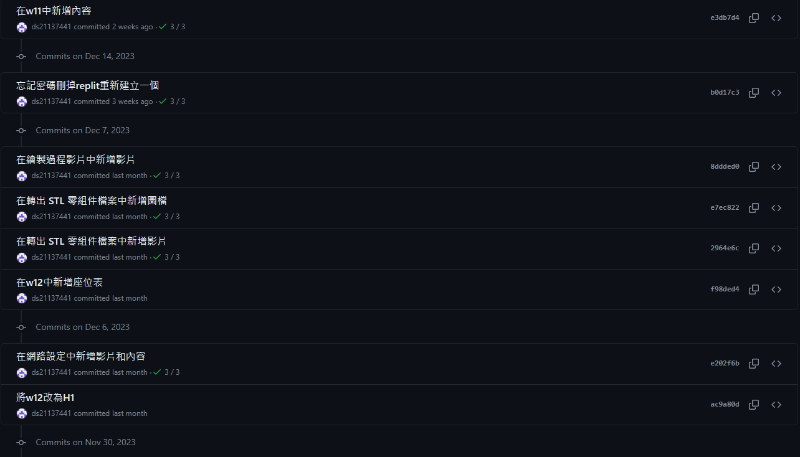 在w11中新增內容
ds21137441 committed 2 weeks ago · 3 / 3
e3db7d4
Commits on Dec 14, 2023
忘記密碼刪掉replit重新建立一個
ds21137441 committed 3 weeks ago · 3 / 3
b0d17c3
Commits on Dec 7, 2023
在繪製過程影片中新增影片
ds21137441 committed last month · 3 / 3
8ddded0
在轉出 STL 零組件檔案中新增圖檔
ds21137441 committed last month · 3 / 3
e7ec822
在轉出 STL 零組件檔案中新增影片
ds21137441 committed last month · 3 / 3
2964e6c
在w12中新增座位表
ds21137441 committed last month
f98ded4
Commits on Dec 6, 2023
在網路設定中新增影片和內容
ds21137441 committed last month · 3 / 3
e202f6b
將w12改為H1
ds21137441 committed last month
ac9a80d
Commits on Nov 30, 2023